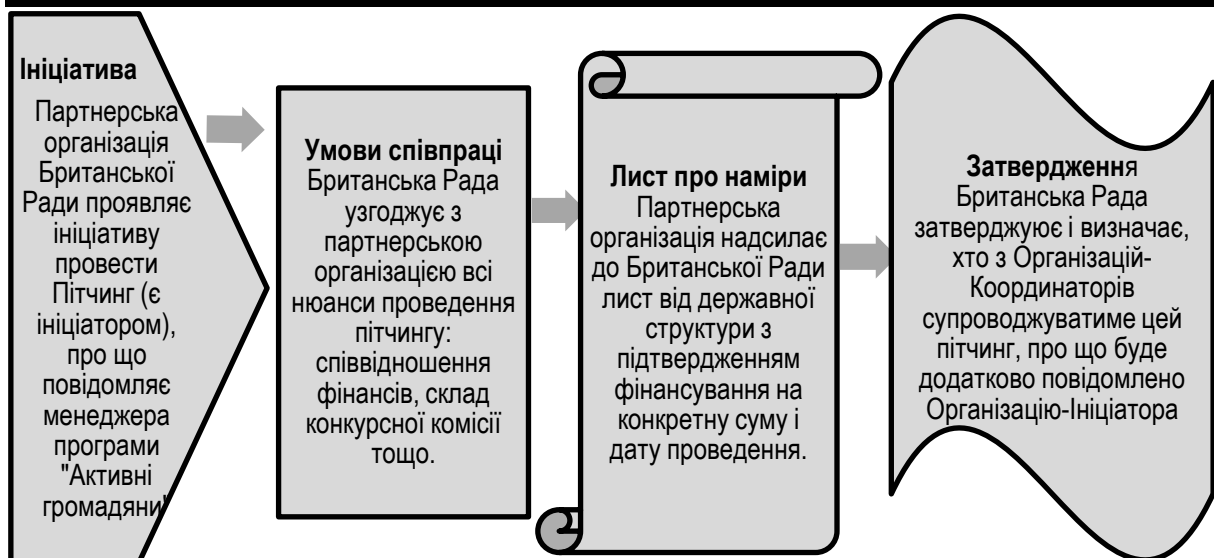 Ініціатива
Партнерська
організація
Британської
Ради проявляє
ініціативу
провести
Пітчинг (є
ініціатором),
про що
повідомляє
менеджера
програми
"Активні
громадяни"
Умови співпраці
Британська Рада
узгоджує з
партнерською
організацією всі
нюанси проведення
пітчингу:
співвідношення
фінансів, склад
конкурсної комісії
тощо.
Лист про наміри
Партнерська
організація надсилає
до Британської Ради
лист від державної
структури з
підтвердженням
фінансування на
конкретну суму і
дату проведення.
Затвердження
Британська Рада
затверджуює і визначає,
хто з Організацій-
Координаторів
супроводжуватиме цей
пітчинг, про що буде
додатково повідомлено
Організацію-Ініціатора